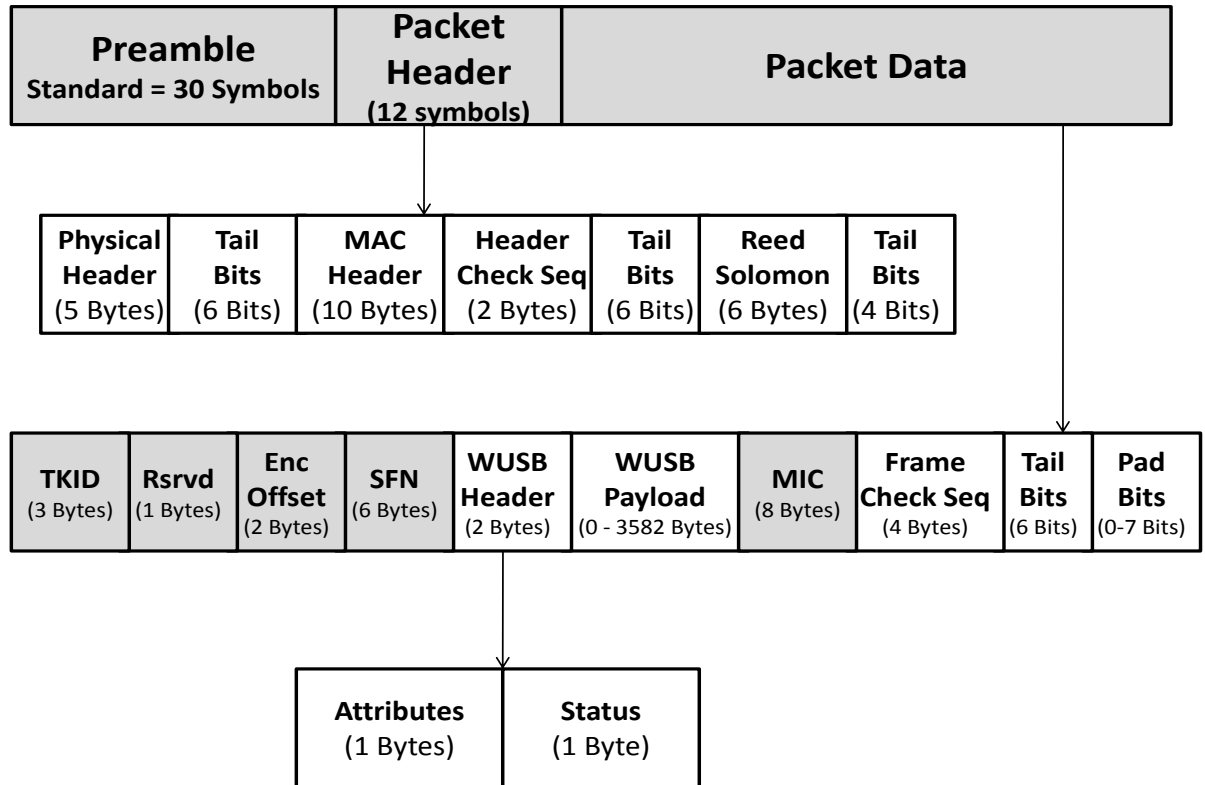 Preamble
Standard = 30 Symbols
Packet
Header
(12 symbols)
Packet Data
Physical
Header
(5 Bytes)
Tail
Bits
(6 Bits)
MAC
Header
(10 Bytes)
Header
Check Seq
(2 Bytes)
Tail
Bits
(6 Bits)
Reed
Solomon
(6 Bytes)
Tail
Bits
(4 Bits)
TKID
(3 Bytes)
Rsrvd
(1 Bytes)
Enc
Offset
(2 Bytes)
SFN
(6 Bytes)
WUSB
Header
(2 Bytes)
WUSB
Payload
(0 - 3582 Bytes)
MIC
(8 Bytes)
Frame
Check Seq
(4 Bytes)
Tail
Bits
(6 Bits)
Pad
Bits
(0-7 Bits)
Attributes
(1 Bytes)
Status
(1 Byte)